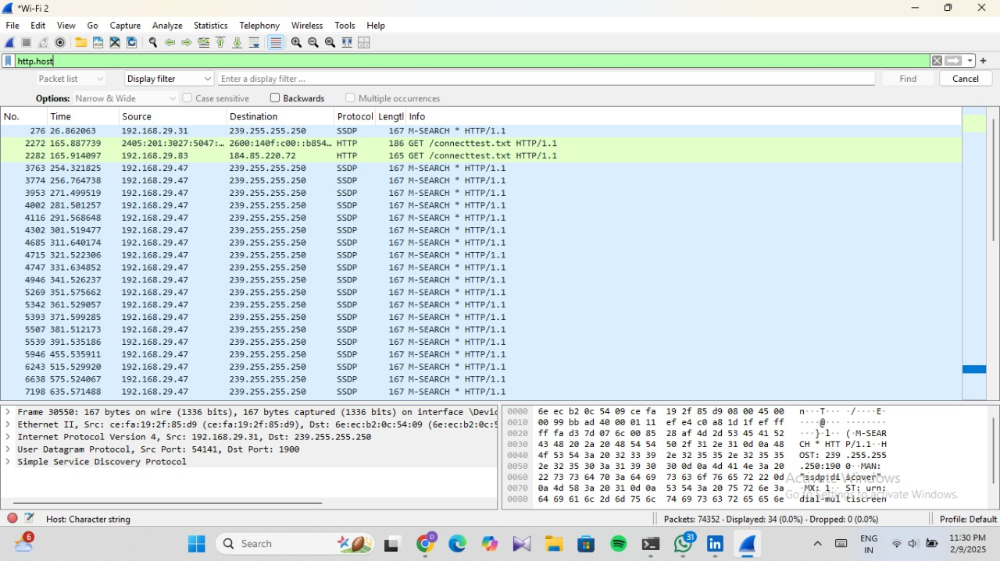 *Wi-Fi 2
File Edit View Go Capture Analyze Statistics Telephony Wireless Tools Help
http.host
Packet list Display filter Enter a display filter ... Find Cancel
Options: Narrow & Wide Case sensitive Backwards Multiple occurrences
No. Time Source Destination Protocol Lengtl Info
276 26.862063 192.168.29.31 239.255.255.250 SSDP 167 M-SEARCH * HTTP/1.1
2272 165.887739 2405:201:3027:5047:… 2600:140f:c00::b854… HTTP 186 GET /connecttest.txt HTTP/1.1
2282 165.914097 192.168.29.83 184.85.220.72 HTTP 165 GET /connecttest.txt HTTP/1.1
3763 254.321825 192.168.29.47 239.255.255.250 SSDP 167 M-SEARCH * HTTP/1.1
3774 256.764738 192.168.29.47 239.255.255.250 SSDP 167 M-SEARCH * HTTP/1.1
3953 271.499519 192.168.29.47 239.255.255.250 SSDP 167 M-SEARCH * HTTP/1.1
4002 281.501257 192.168.29.47 239.255.255.250 SSDP 167 M-SEARCH * HTTP/1.1
4116 291.568648 192.168.29.47 239.255.255.250 SSDP 167 M-SEARCH * HTTP/1.1
4302 301.519477 192.168.29.47 239.255.255.250 SSDP 167 M-SEARCH * HTTP/1.1
4685 311.640174 192.168.29.47 239.255.255.250 SSDP 167 M-SEARCH * HTTP/1.1
4715 321.522306 192.168.29.47 239.255.255.250 SSDP 167 M-SEARCH * HTTP/1.1
4747 331.634852 192.168.29.47 239.255.255.250 SSDP 167 M-SEARCH * HTTP/1.1
4946 341.526237 192.168.29.47 239.255.255.250 SSDP 167 M-SEARCH * HTTP/1.1
5269 351.575662 192.168.29.47 239.255.255.250 SSDP 167 M-SEARCH * HTTP/1.1
5342 361.529057 192.168.29.47 239.255.255.250 SSDP 167 M-SEARCH * HTTP/1.1
5393 371.599285 192.168.29.47 239.255.255.250 SSDP 167 M-SEARCH * HTTP/1.1
5507 381.512173 192.168.29.47 239.255.255.250 SSDP 167 M-SEARCH * HTTP/1.1
5539 391.535186 192.168.29.47 239.255.255.250 SSDP 167 M-SEARCH * HTTP/1.1
5946 455.535911 192.168.29.47 239.255.255.250 SSDP 167 M-SEARCH * HTTP/1.1
6243 515.529920 192.168.29.47 239.255.255.250 SSDP 167 M-SEARCH * HTTP/1.1
6638 575.524067 192.168.29.47 239.255.255.250 SSDP 167 M-SEARCH * HTTP/1.1
7198 635.571488 192.168.29.47 239.255.255.250 SSDP 167 M-SEARCH * HTTP/1.1
Frame 30550: 167 bytes on wire (1336 bits), 167 bytes captured (1336 bits) on interface \Devic
Ethernet II, Src: ce:fa:19:2f:85:d9 (ce:fa:19:2f:85:d9), Dst: 6e:ec:b2:0c:54:09 (6e:ec:b2:0c:5
Internet Protocol Version 4, Src: 192.168.29.31, Dst: 239.255.255.250
User Datagram Protocol, Src Port: 54141, Dst Port: 1900
Simple Service Discovery Protocol
0000 6e ec b2 0c 54 09 ce fa 19 2f 85 d9 08 00 45 00 n···T··· ·/····E·
0010 00 99 bb ad 40 00 01 11 ef e4 c0 a8 1d 1f ef ff ····@··· ········
0020 ff fa d3 7d 07 6c 00 85 28 af 4d 2d 53 45 41 52 ···}·l·· (·M-SEAR
0030 43 48 20 2a 20 48 54 54 50 2f 31 2e 31 0d 0a 48 CH * HTT P/1.1··H
0040 4f 53 54 3a 20 32 33 39 2e 32 35 35 2e 32 35 35 OST: 239 .255.255
0050 2e 32 35 30 3a 31 39 30 30 0d 0a 4d 41 4e 3a 20 .250:190 0··MAN:
0060 22 73 73 64 70 3a 64 69 73 63 6f 76 65 72 22 0d "ssdp:di scover"·
0070 0a 4d 58 3a 20 31 0d 0a 53 54 3a 20 75 72 6e 3a ·MX: 1·· ST: urn:
0080 64 69 61 6c 2d 6d 75 6c 74 69 73 63 72 65 65 6e dial-mul tiscreen
Activate Windows
Go to Settings to activate Windows.
Host: Character string Packets: 74352 · Displayed: 34 (0.0%) · Dropped: 0 (0.0%) Profile: Default
6 Search D 31 ENG IN 11:30 PM 2/9/2025